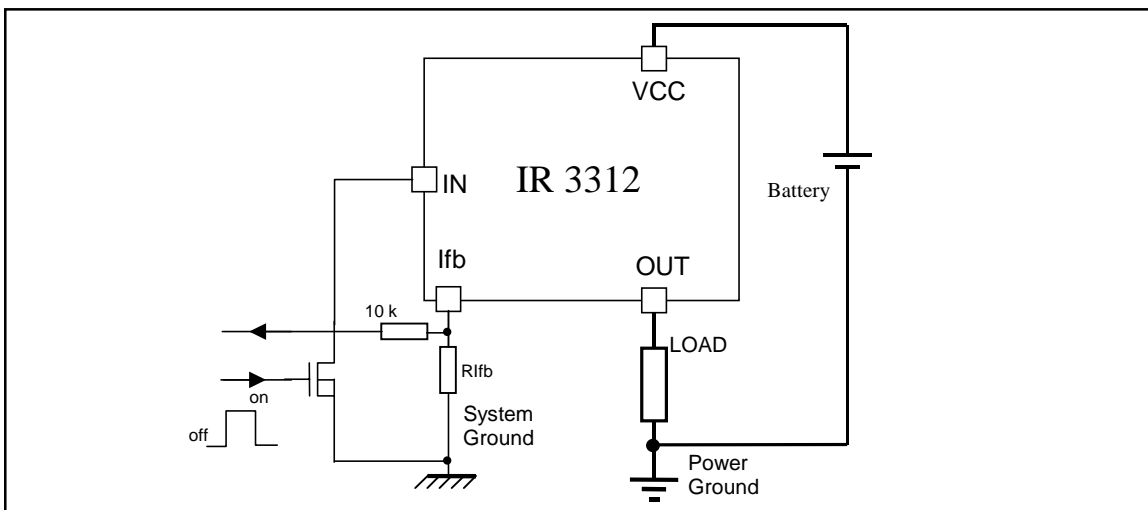 VCC
IN
IR 3312
Battery
Ifb
OUT
10 k
LOAD
RIfb
on
off
System
Ground
Power
Ground